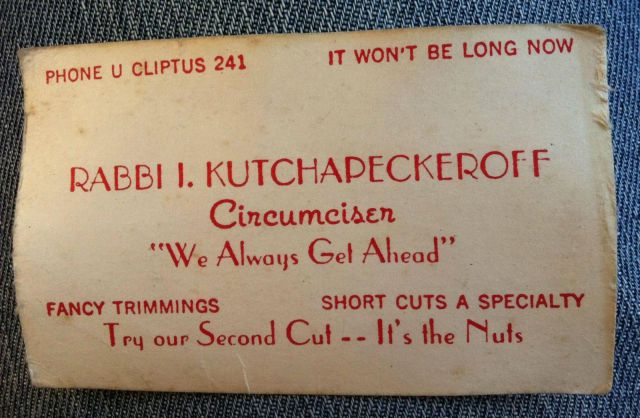 PHONE U CLIPTUS 241
IT WON'T BE LONG NOW
RABBI I. KUTCHAPECKEROFF
Circumciser
"We Always Get Ahead"
FANCY TRIMMINGS
SHORT CUTS A SPECIALTY
Try our Second Cut -- It's the Nuts